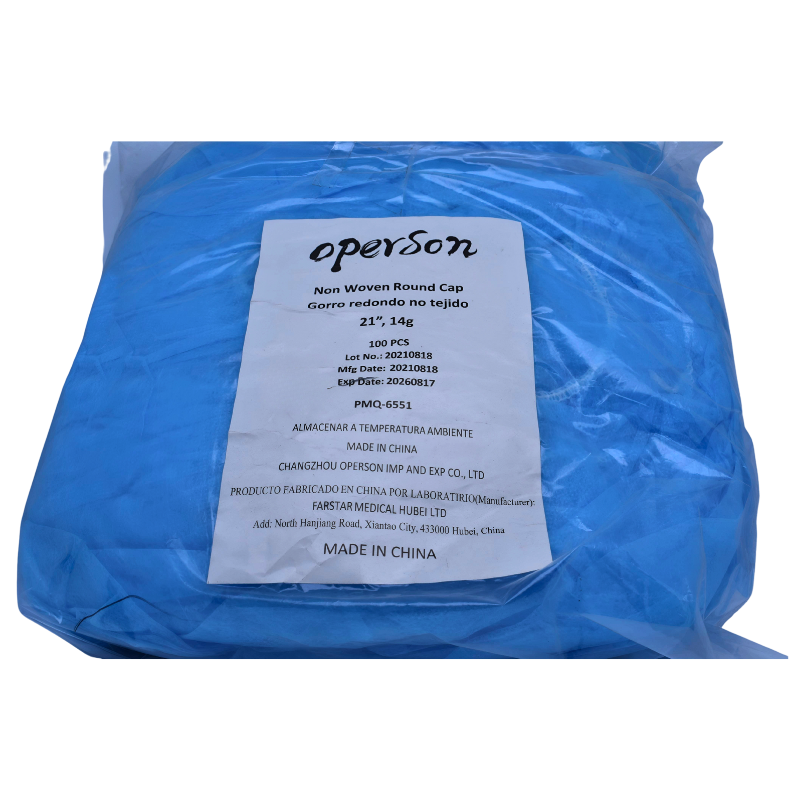 operson
Non Woven Round Cap
Gorro redondo no tejido
21”, 14g
100 PCS
Lot No.: 20210818
Mfg Date: 20210818
Exp Date: 20260817
PMQ-6551
ALMACENAR A TEMPERATURA AMBIENTE
MADE IN CHINA
CHANGZHOU OPERSON IMP AND EXP CO., LTD
PRODUCTO FABRICADO EN CHINA POR LABORATIRIO(Manufacturer):
FARSTAR MEDICAL HUBEI LTD
Add: North Hanjiang Road, Xiantao City, 433000 Hubei, China
MADE IN CHINA